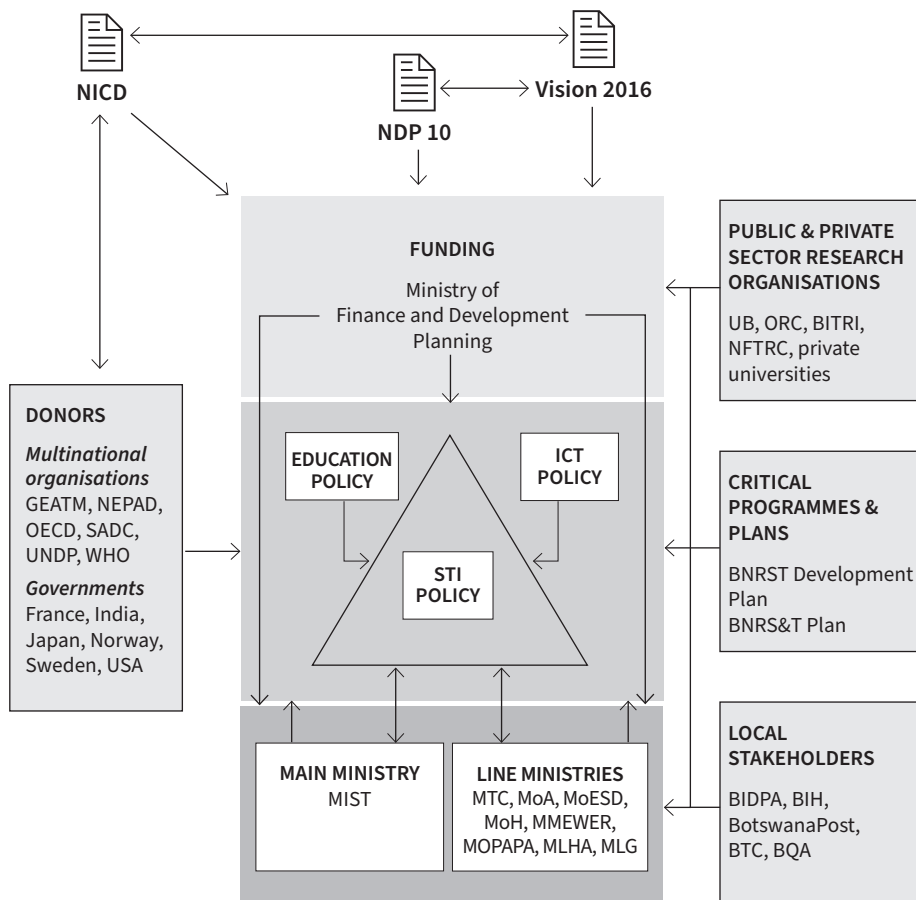 NICD
Vision 2016
NDP 10
FUNDING
Ministry of
Finance and Development
Planning
PUBLIC & PRIVATE
SECTOR RESEARCH
ORGANISATIONS
UB, ORC, BITRI,
NFTRC, private
universities
DONORS
Multinational
organisations
GEATM, NEPAD,
OECD, SADC,
UNDP, WHO
Governments
France, India,
Japan, Norway,
Sweden, USA
EDUCATION
POLICY
ICT
POLICY
STI
POLICY
CRITICAL
PROGRAMMES &
PLANS
BNRST Development
Plan
BNRS&T Plan
MAIN MINISTRY
MIST
LINE MINISTRIES
MTC, MoA, MoESD,
MoH, MMEWER,
MOPAPA, MLHA, MLG
LOCAL
STAKEHOLDERS
BIDPA, BIH,
BotswanaPost,
BTC, BQA